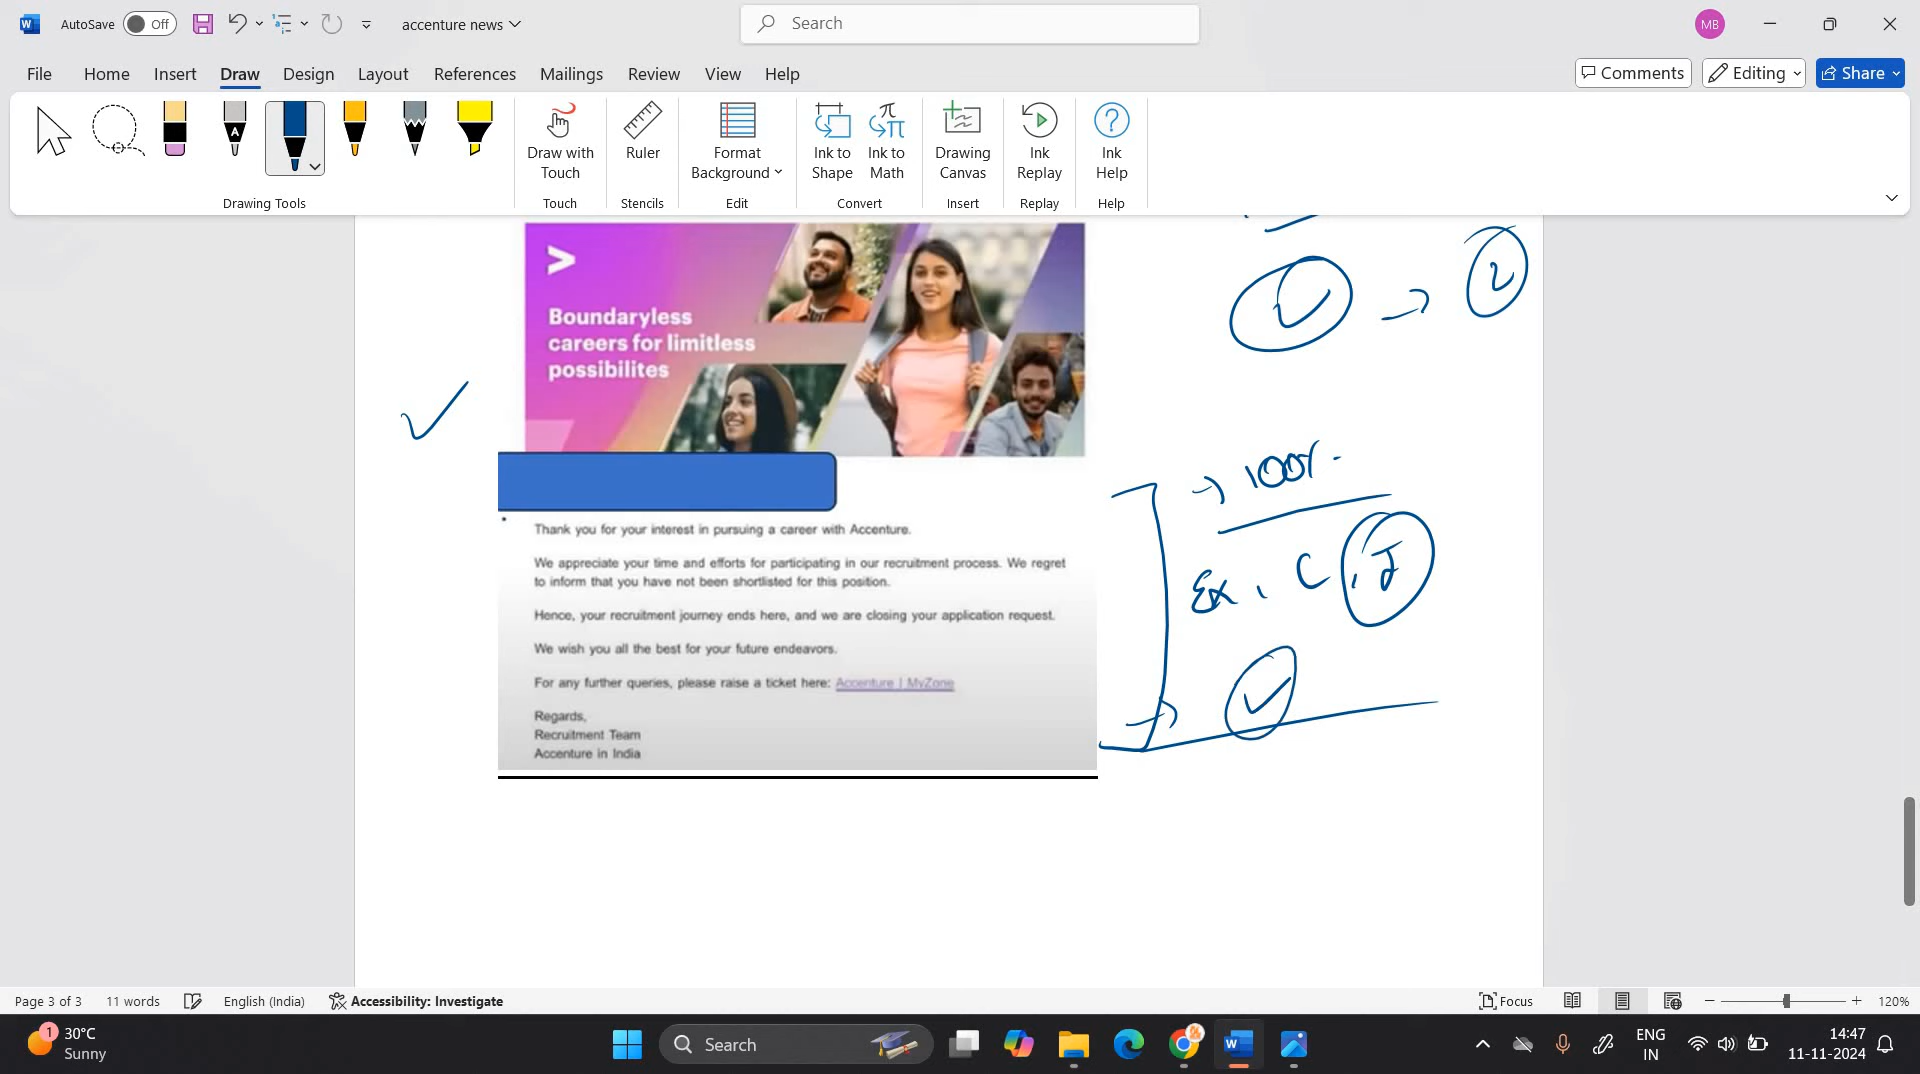 AutoSave Off accenture news Search MB
File Home Insert Draw Design Layout References Mailings Review View Help Comments Editing Share
A
Draw with Touch Ruler Format Background Ink to Shape Ink to Math Drawing Canvas Ink Replay Ink Help
Drawing Tools Touch Stencils Edit Convert Insert Replay Help
Boundaryless
careers for limitless
possibilites
→ 100%
Thank you for your interest in pursuing a career with Accenture.
We appreciate your time and efforts for participating in our recruitment process. We regret
to inform that you have not been shortlisted for this position.
Ex, C, J
Hence, your recruitment journey ends here, and we are closing your application request.
We wish you all the best for your future endeavors.
For any further queries, please raise a ticket here: Accenture | MyZone
Regards,
Recruitment Team
Accenture in India
Page 3 of 3 11 words English (India) Accessibility: Investigate Focus 120%
1 30°C
Sunny
Search
ENG
IN
14:47
11-11-2024